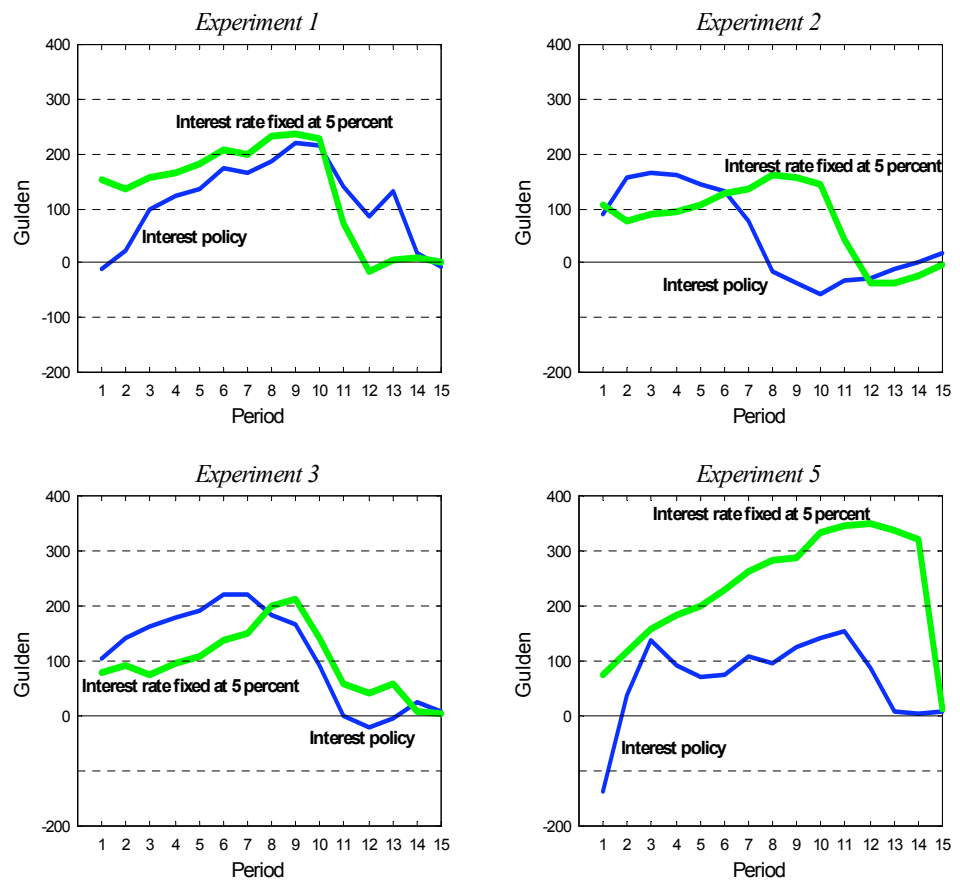 Experiment 1
400
300
200
100
0
-100
-200
Gulden
Interest rate fixed at 5 percent
Interest policy
1 2 3 4 5 6 7 8 9 10 11 12 13 14 15
Period
Experiment 2
400
300
200
100
0
-100
-200
Gulden
Interest rate fixed at 5 percent
Interest policy
1 2 3 4 5 6 7 8 9 10 11 12 13 14 15
Period
Experiment 3
400
300
200
100
0
-200
Gulden
Interest rate fixed at 5 percent
Interest policy
1 2 3 4 5 6 7 8 9 10 11 12 13 14 15
Period
Experiment 5
400
300
200
100
0
-200
Gulden
Interest rate fixed at 5 percent
Interest policy
1 2 3 4 5 6 7 8 9 10 11 12 13 14 15
Period